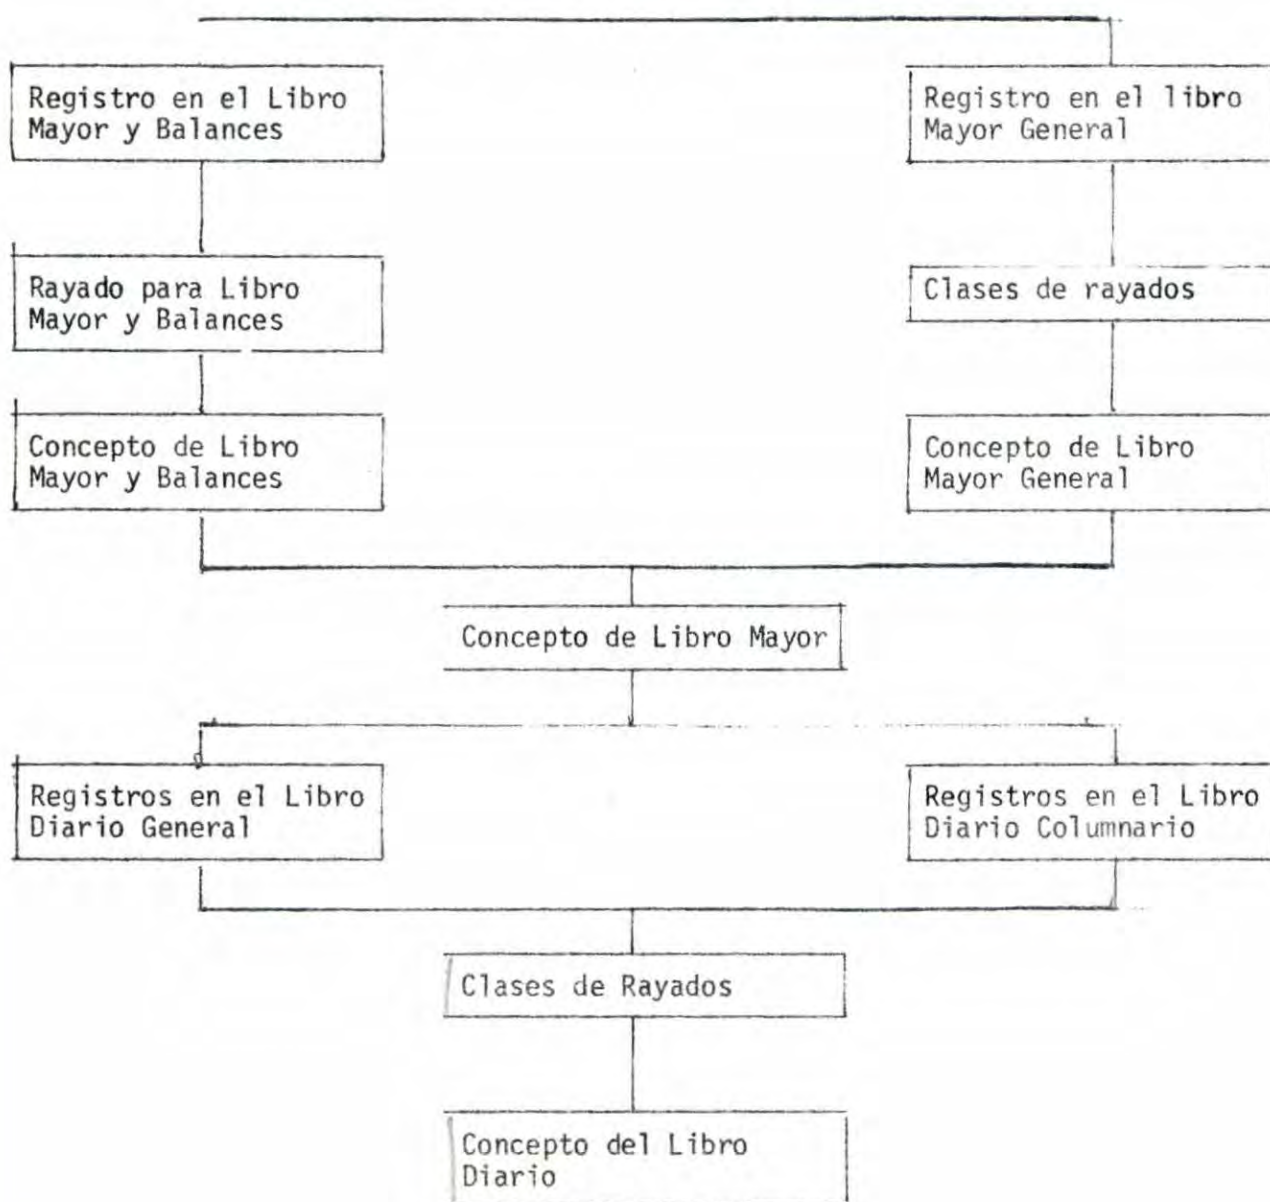 Registro en el Libro
Mayor y Balances
Registro en el libro
Mayor General
Rayado para Libro
Mayor y Balances
Clases de rayados
Concepto de Libro
Mayor y Balances
Concepto de Libro
Mayor General
Concepto de Libro Mayor
Registros en el Libro
Diario General
Registros en el Libro
Diario Columnario
Clases de Rayados
Concepto del Libro
Diario